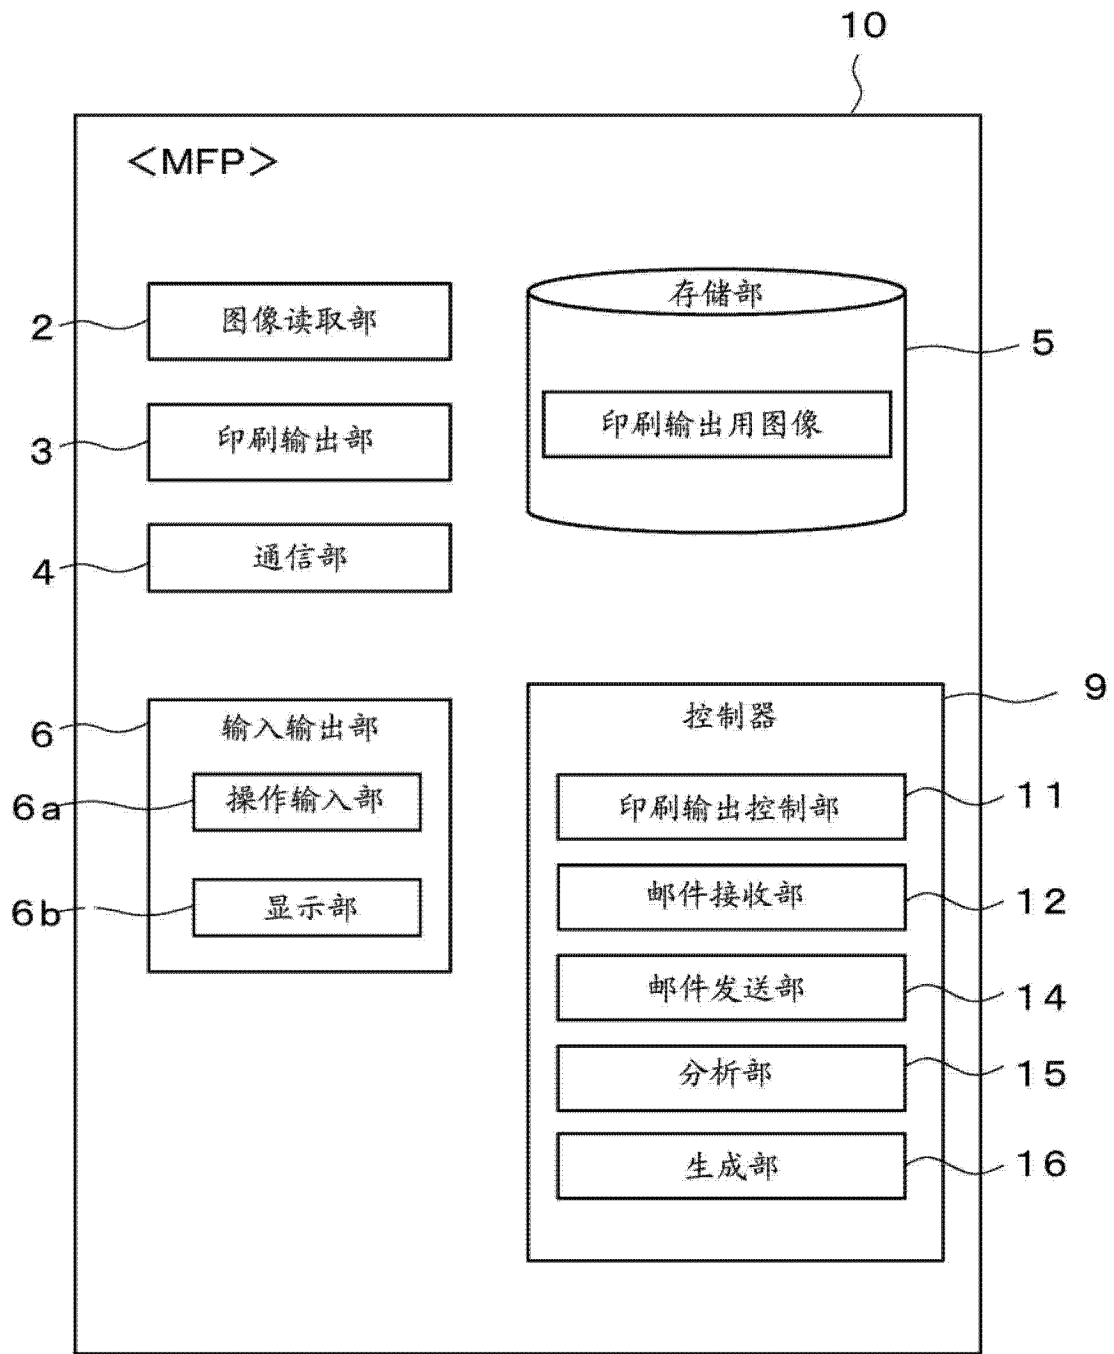 10
<MFP>
2
图像读取部
存储部
5
3
印刷输出部
印刷输出用图像
4
通信部
6
输入输出部
6a
操作输入部
6b
显示部
9
控制器
印刷输出控制部
11
邮件接收部
12
邮件发送部
14
分析部
15
生成部
16